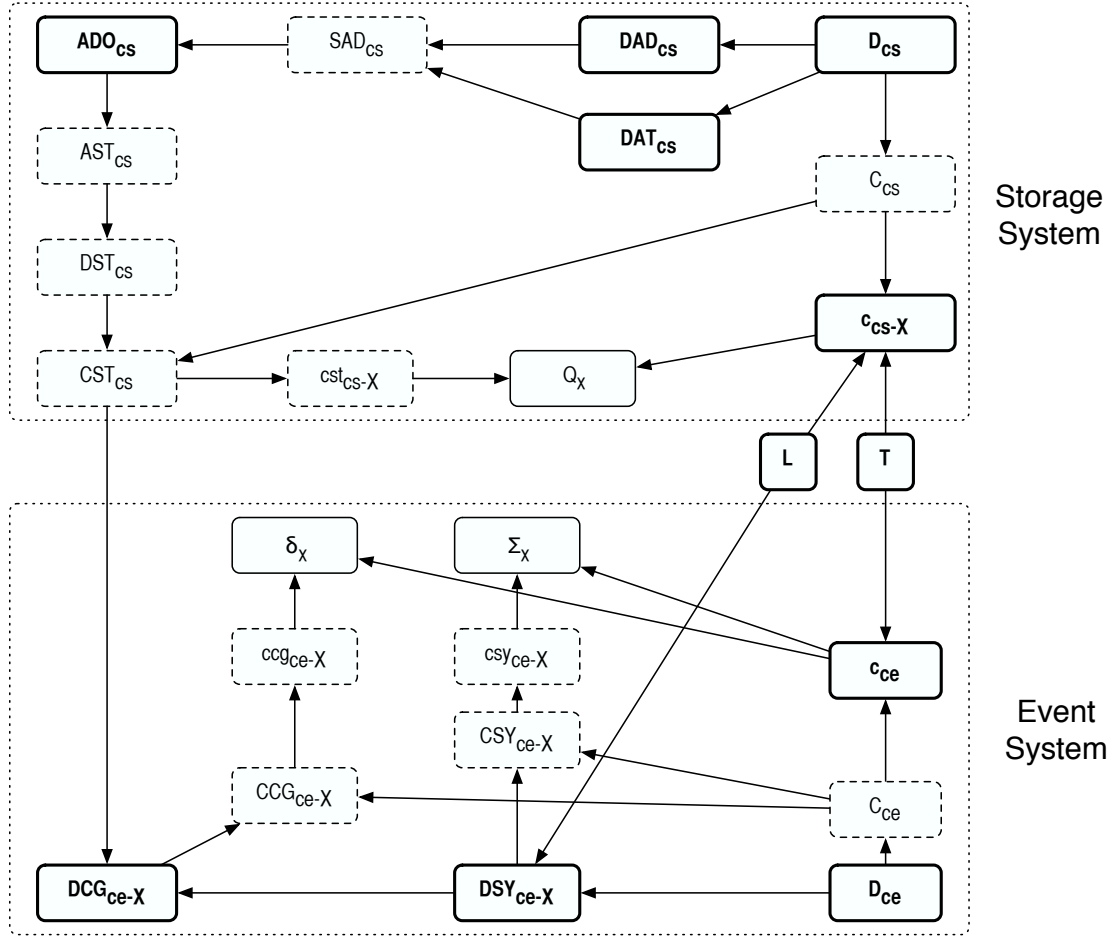 ADOcs
SADcs
DADcs
Dcs
DATcs
ASTcs
Ccs
Storage
System
DSTcs
ccs-X
CSTcs
cstcs-X
QX
L
T
δX
ΣX
ccgce-X
csyce-X
cce
Event
System
CSYce-X
CCGce-X
Cce
DCGce-X
DSYce-X
Dce